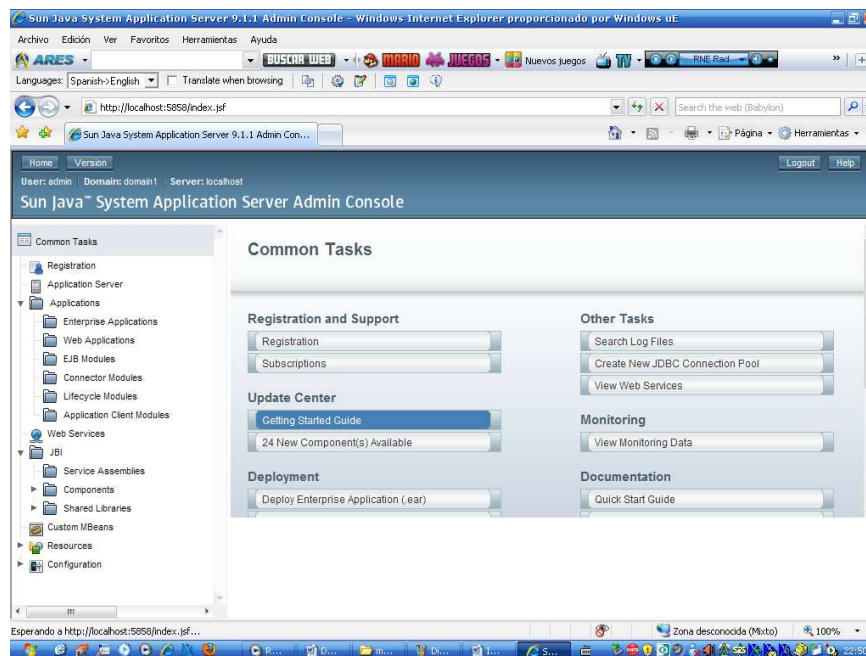 Sun Java System Application Server 9.1.1 Admin Console - Windows Internet Explorer proporcionado por Windows uE
Archivo Edición Ver Favoritos Herramientas Ayuda
ARES BUSCAR WEB MARIO JUEGOS Nuevos juegos TV RNE-Rad »
Languages: Spanish->English Translate when browsing
http://localhost:5858/index.jsf Search the web (Babylon)
Sun Java System Application Server 9.1.1 Admin Con... Página Herramientas
Home Version Logout Help
User: admin Domain: domain1 Server: localhost
Sun Java™ System Application Server Admin Console
Common Tasks
Registration
Application Server
Applications
Enterprise Applications
Web Applications
EJB Modules
Connector Modules
Lifecycle Modules
Application Client Modules
Web Services
JBI
Service Assemblies
Components
Shared Libraries
Custom MBeans
Resources
Configuration
Common Tasks
Registration and Support
Registration
Subscriptions
Update Center
Getting Started Guide
24 New Component(s) Available
Deployment
Deploy Enterprise Application (.ear)
Other Tasks
Search Log Files
Create New JDBC Connection Pool
View Web Services
Monitoring
View Monitoring Data
Documentation
Quick Start Guide
Esperando a http://localhost:5858/index.jsf... Zona desconocida (Mixto) 100%
R... D... m... Di... I... S...